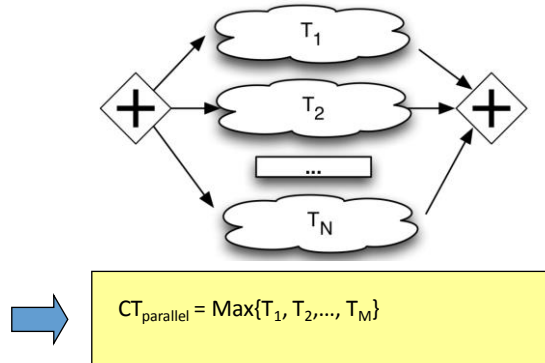 T1
T2
...
TN
CTparallel = Max{T1, T2,..., TM}